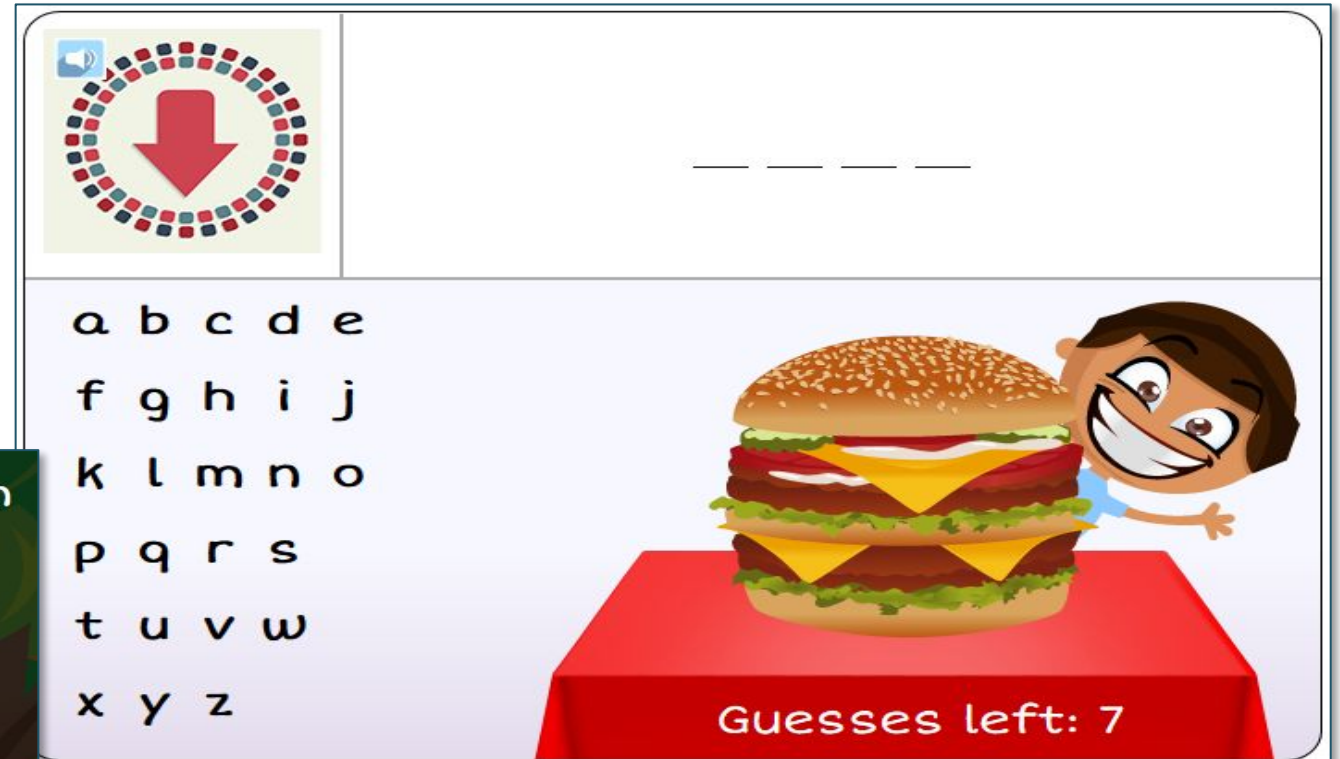 a b c d e
f g h i j
k l m n o
p q r s
t u v w
x y z
Guesses left: 7